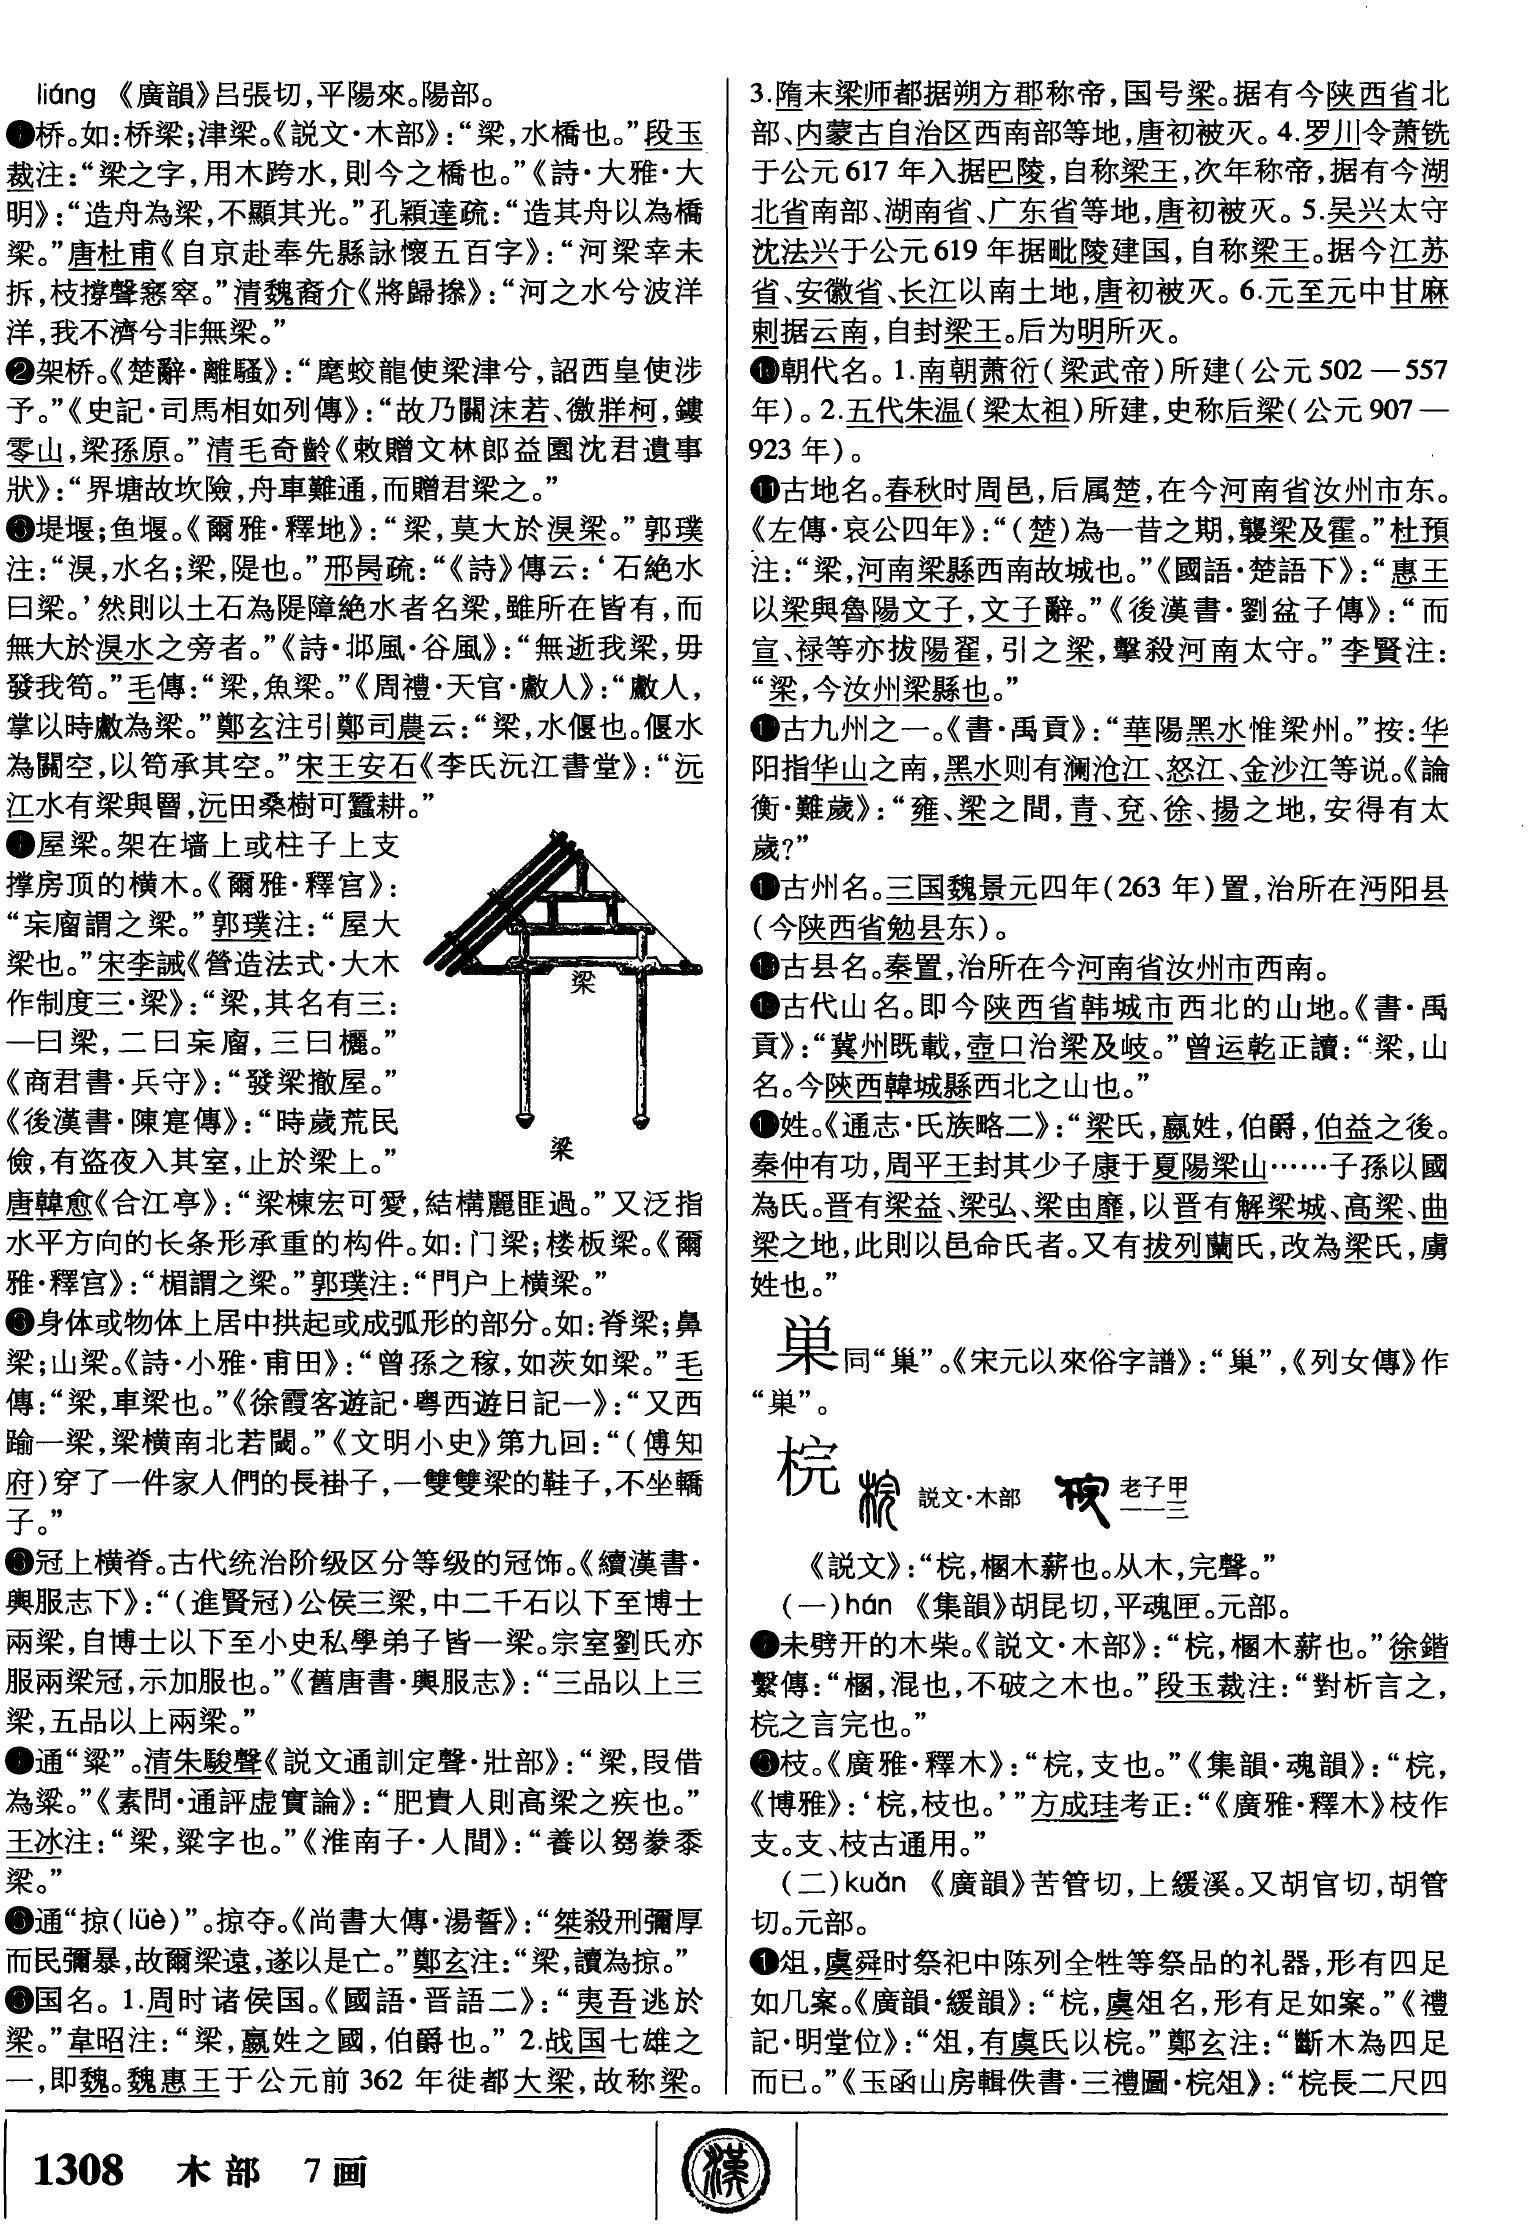 liáng 《廣韻》吕張切,平陽來。陽部。
❶桥。如:桥梁;津梁。《説文·木部》:“梁,水橋也。”段玉
裁注:“梁之字,用木跨水,則今之橋也。”《詩·大雅·大
明》:“造舟為梁,不顯其光。”孔穎達疏:“造其舟以為橋
梁。”唐杜甫《自京赴奉先縣詠懷五百字》:“河梁幸未
拆,枝撐聲窸窣。”清魏裔介《將歸操》:“河之水兮波洋
洋,我不濟兮非無梁。”
❷架桥。《楚辭·離騷》:“麾蛟龍使梁津兮,詔西皇使涉
予。”《史記·司馬相如列傳》:“故乃關沫若、徼牂柯,鏤
零山,梁孫原。”清毛奇齡《敕贈文林郎益園沈君遺事
狀》:“界塘故坎險,舟車難通,而贈君梁之。”
❸堤堰;鱼堰。《爾雅·釋地》:“梁,莫大於湨梁。”郭璞
注:“湨,水名;梁,隄也。”邢昺疏:“《詩》傳云:‘石絶水
曰梁。’然則以土石為隄障絶水者名梁,雖所在皆有,而
無大於湨水之旁者。”《詩·邶風·谷風》:“無逝我梁,毋
發我笱。”毛傳:“梁,魚梁。”《周禮·天官·䱷人》:“䱷人,
掌以時䱷為梁。”鄭玄注引鄭司農云:“梁,水偃也。偃水
為關空,以笱承其空。”宋王安石《李氏沅江書堂》:“沅
江水有梁與罶,沅田桑樹可蠶耕。”
❹屋梁。架在墙上或柱子上支
撑房顶的横木。《爾雅·釋宫》:
“杗廇謂之梁。”郭璞注:“屋大
梁也。”宋李誡《營造法式·大木
作制度三·梁》:“梁,其名有三:
一曰梁,二曰杗廇,三曰欐。”
《商君書·兵守》:“發梁撤屋。”
《後漢書·陳寔傳》:“時歲荒民
儉,有盗夜入其室,止於梁上。”
梁
梁
唐韓愈《合江亭》:“梁棟宏可愛,結構麗匪過。”又泛指
水平方向的长条形承重的构件。如:门梁;楼板梁。《爾
雅·釋宫》:“楣謂之梁。”郭璞注:“門户上横梁。”
❺身体或物体上居中拱起或成弧形的部分。如:脊梁;鼻
梁;山梁。《詩·小雅·甫田》:“曾孫之稼,如茨如梁。”毛
傳:“梁,車梁也。”《徐霞客遊記·粤西遊日記一》:“又西
踰一梁,梁横南北若閾。”《文明小史》第九回:“(傅知
府)穿了一件家人們的長褂子,一雙雙梁的鞋子,不坐轎
子。”
❻冠上横脊。古代统治阶级区分等级的冠饰。《續漢書·
輿服志下》:“(進賢冠)公侯三梁,中二千石以下至博士
兩梁,自博士以下至小史私學弟子皆一梁。宗室劉氏亦
服兩梁冠,示加服也。”《舊唐書·輿服志》:“三品以上三
梁,五品以上兩梁。”
❼通“粱”。清朱駿聲《説文通訓定聲·壯部》:“梁,叚借
為粱。”《素問·通評虚實論》:“肥貴人則高梁之疾也。”
王冰注:“梁,粱字也。”《淮南子·人間》:“養以芻豢黍
梁。”
❽通“掠(lüè)”。掠夺。《尚書大傳·湯誓》:“桀殺刑彌厚
而民彌暴,故爾梁遠,遂以是亡。”鄭玄注:“梁,讀為掠。”
❾国名。1.周时诸侯国。《國語·晋語二》:“夷吾逃於
梁。”韋昭注:“梁,嬴姓之國,伯爵也。”2.战国七雄之
一,即魏。魏惠王于公元前362年徙都大梁,故称梁。
3.隋末梁师都据朔方郡称帝,国号梁。据有今陕西省北
部、内蒙古自治区西南部等地,唐初被灭。4.罗川令萧铣
于公元617年入据巴陵,自称梁王,次年称帝,据有今湖
北省南部、湖南省、广东省等地,唐初被灭。5.吴兴太守
沈法兴于公元619年据毗陵建国,自称梁王。据今江苏
省、安徽省、长江以南土地,唐初被灭。6.元至元中甘麻
剌据云南,自封梁王。后为明所灭。
❿朝代名。1.南朝萧衍(梁武帝)所建(公元502—557
年)。2.五代朱温(梁太祖)所建,史称后梁(公元907—
923年)。
⓫古地名。春秋时周邑,后属楚,在今河南省汝州市东。
《左傳·哀公四年》:“(楚)為一昔之期,襲梁及霍。”杜預
注:“梁,河南梁縣西南故城也。”《國語·楚語下》:“惠王
以梁與魯陽文子,文子辭。”《後漢書·劉盆子傳》:“而
宣、禄等亦拔陽翟,引之梁,擊殺河南太守。”李賢注:
“梁,今汝州梁縣也。”
⓬古九州之一。《書·禹貢》:“華陽黑水惟梁州。”按:华
阳指华山之南,黑水则有澜沧江、怒江、金沙江等说。《論
衡·難歲》:“雍、梁之間,青、兗、徐、揚之地,安得有太
歲?”
⓭古州名。三国魏景元四年(263年)置,治所在沔阳县
(今陕西省勉县东)。
⓮古县名。秦置,治所在今河南省汝州市西南。
⓯古代山名。即今陕西省韩城市西北的山地。《書·禹
貢》:“冀州既載,壺口治梁及岐。”曾运乾正讀:“梁,山
名。今陝西韓城縣西北之山也。”
⓰姓。《通志·氏族略二》:“梁氏,嬴姓,伯爵,伯益之後。
秦仲有功,周平王封其少子康于夏陽梁山……子孫以國
為氏。晋有梁益、梁弘、梁由靡,以晋有解梁城、高梁、曲
梁之地,此則以邑命氏者。又有拔列蘭氏,改為梁氏,虜
姓也。”
巣同“巢”。《宋元以來俗字譜》:“巢”,《列女傳》作
“巣”。
梡 説文·木部 老子甲一一三
《説文》:“梡,梱木薪也。从木,完聲。”
(一)hún 《集韻》胡昆切,平魂匣。元部。
❶未劈开的木柴。《説文·木部》:“梡,梱木薪也。”徐鍇
繫傳:“梱,混也,不破之木也。”段玉裁注:“對析言之,
梡之言完也。”
❷枝。《廣雅·釋木》:“梡,支也。”《集韻·魂韻》:“梡,
《博雅》:‘梡,枝也。’”方成珪考正:“《廣雅·釋木》枝作
支。支、枝古通用。”
(二)kuǎn 《廣韻》苦管切,上緩溪。又胡官切,胡管
切。元部。
❶俎,虞舜时祭祀中陈列全牲等祭品的礼器,形有四足
如几案。《廣韻·緩韻》:“梡,虞俎名,形有足如案。”《禮
記·明堂位》:“俎,有虞氏以梡。”鄭玄注:“斷木為四足
而已。”《玉函山房輯佚書·三禮圖·梡俎》:“梡長二尺四
1308 木部 7画
漢